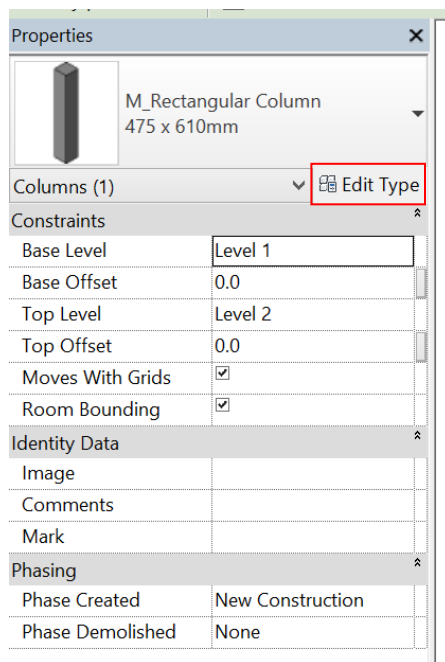 Properties
M_Rectangular Column
475 x 610mm
Columns (1)
Edit Type
Constraints
Base Level Level 1
Base Offset 0.0
Top Level Level 2
Top Offset 0.0
Moves With Grids
Room Bounding
Identity Data
Image
Comments
Mark
Phasing
Phase Created New Construction
Phase Demolished None